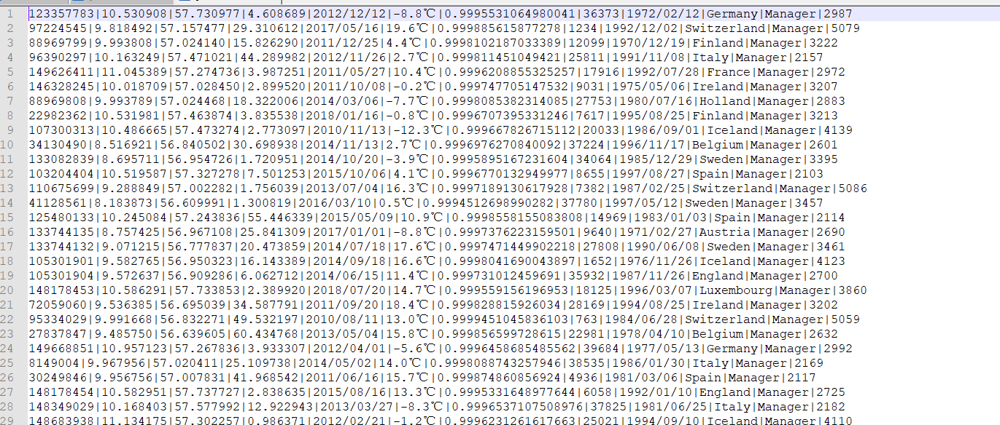 1 123357783|10.530908|57.730977|4.608689|2012/12/12|-8.8℃|0.9995531064980041|36373|1972/02/12|Germany|Manager|2987
2 97224545|9.818492|57.157477|29.310612|2017/05/16|19.6℃|0.999885615877278|1234|1992/12/02|Switzerland|Manager|5079
3 88969799|9.993808|57.024140|15.826290|2011/12/25|4.4℃|0.9998102187033389|12099|1970/12/19|Finland|Manager|3222
4 96390297|10.163249|57.471021|44.289982|2012/11/26|2.7℃|0.999811451049421|25811|1991/11/08|Italy|Manager|2157
5 149626411|11.045389|57.274736|3.987251|2011/05/27|10.4℃|0.9996208855325257|17916|1992/07/28|France|Manager|2972
6 146328245|10.018709|57.028450|2.899520|2011/10/08|-0.2℃|0.999747705147532|9031|1975/05/06|Ireland|Manager|3207
7 88969808|9.993789|57.024468|18.322006|2014/03/06|-7.7℃|0.9998085382314085|27753|1980/07/16|Holland|Manager|2883
8 22982362|10.531981|57.463874|3.835538|2018/01/16|-0.8℃|0.9996707395331246|7617|1995/08/25|Finland|Manager|3213
9 107300313|10.486665|57.473274|2.773097|2010/11/13|-12.3℃|0.999667826715112|20033|1986/09/01|Iceland|Manager|4139
10 34130490|8.516921|56.840502|30.698938|2014/11/13|2.7℃|0.9996976270840092|37224|1996/11/17|Belgium|Manager|2601
11 133082839|8.695711|56.954726|1.720951|2014/10/20|-3.9℃|0.9995895167231604|34064|1985/12/29|Sweden|Manager|3395
12 103204404|10.519587|57.327278|7.501253|2015/10/06|4.1℃|0.9996770132949977|8655|1997/08/27|Spain|Manager|2103
13 110675699|9.288849|57.002282|1.756039|2013/07/04|16.3℃|0.9997189130617928|7382|1987/02/25|Switzerland|Manager|5086
14 41128561|8.183873|56.609991|1.300819|2016/03/10|0.5℃|0.9994512698990282|37780|1997/05/12|Sweden|Manager|3457
15 125480133|10.245084|57.243836|55.446339|2015/05/09|10.9℃|0.9998558155083808|14969|1983/01/03|Spain|Manager|2114
16 133744135|8.757425|56.967108|25.841309|2017/01/01|-8.8℃|0.9997376223159501|9640|1971/02/27|Austria|Manager|2690
17 133744132|9.071215|56.777837|20.473859|2014/07/18|17.6℃|0.9997471449902218|27808|1990/06/08|Sweden|Manager|3461
18 105301901|9.582765|56.950323|16.143389|2014/09/18|16.6℃|0.9998041690043897|1652|1976/11/26|Iceland|Manager|4123
19 105301904|9.572637|56.909286|6.062712|2014/06/15|11.4℃|0.999731012459691|35932|1987/11/26|England|Manager|2700
20 148178453|10.586291|57.733853|2.389920|2018/07/20|14.7℃|0.999559156196953|18125|1996/03/07|Luxembourg|Manager|3860
21 72059060|9.536385|56.695039|34.587791|2011/09/20|18.4℃|0.999828815926034|28169|1994/08/25|Ireland|Manager|3202
22 95334029|9.991668|56.832271|49.532197|2010/08/11|13.0℃|0.9999451045836103|763|1984/06/28|Switzerland|Manager|5059
23 27837847|9.485750|56.639605|60.434768|2013/05/04|15.8℃|0.999856599728615|22981|1978/04/10|Belgium|Manager|2632
24 149668851|10.957123|57.267836|3.933307|2012/04/01|-5.6℃|0.9996458685485562|39684|1977/05/13|Germany|Manager|2992
25 8149004|9.967956|57.020411|25.109738|2014/05/02|14.0℃|0.9998088743257946|38535|1986/01/30|Italy|Manager|2169
26 30249846|9.956756|57.007831|41.968542|2011/06/16|15.7℃|0.999874860856924|4936|1981/03/06|Spain|Manager|2117
27 148178454|10.582951|57.737727|2.838635|2015/08/16|13.3℃|0.9995331648977644|6058|1992/01/10|England|Manager|2725
28 148349029|10.168403|57.577992|12.922943|2013/03/27|-8.3℃|0.9996537107508976|37825|1981/06/25|Italy|Manager|2182
29 148683938|11.134175|57.302257|0.986371|2012/02/21|-1.2℃|0.9996231261617663|25021|1994/09/10|Iceland|Manager|4110